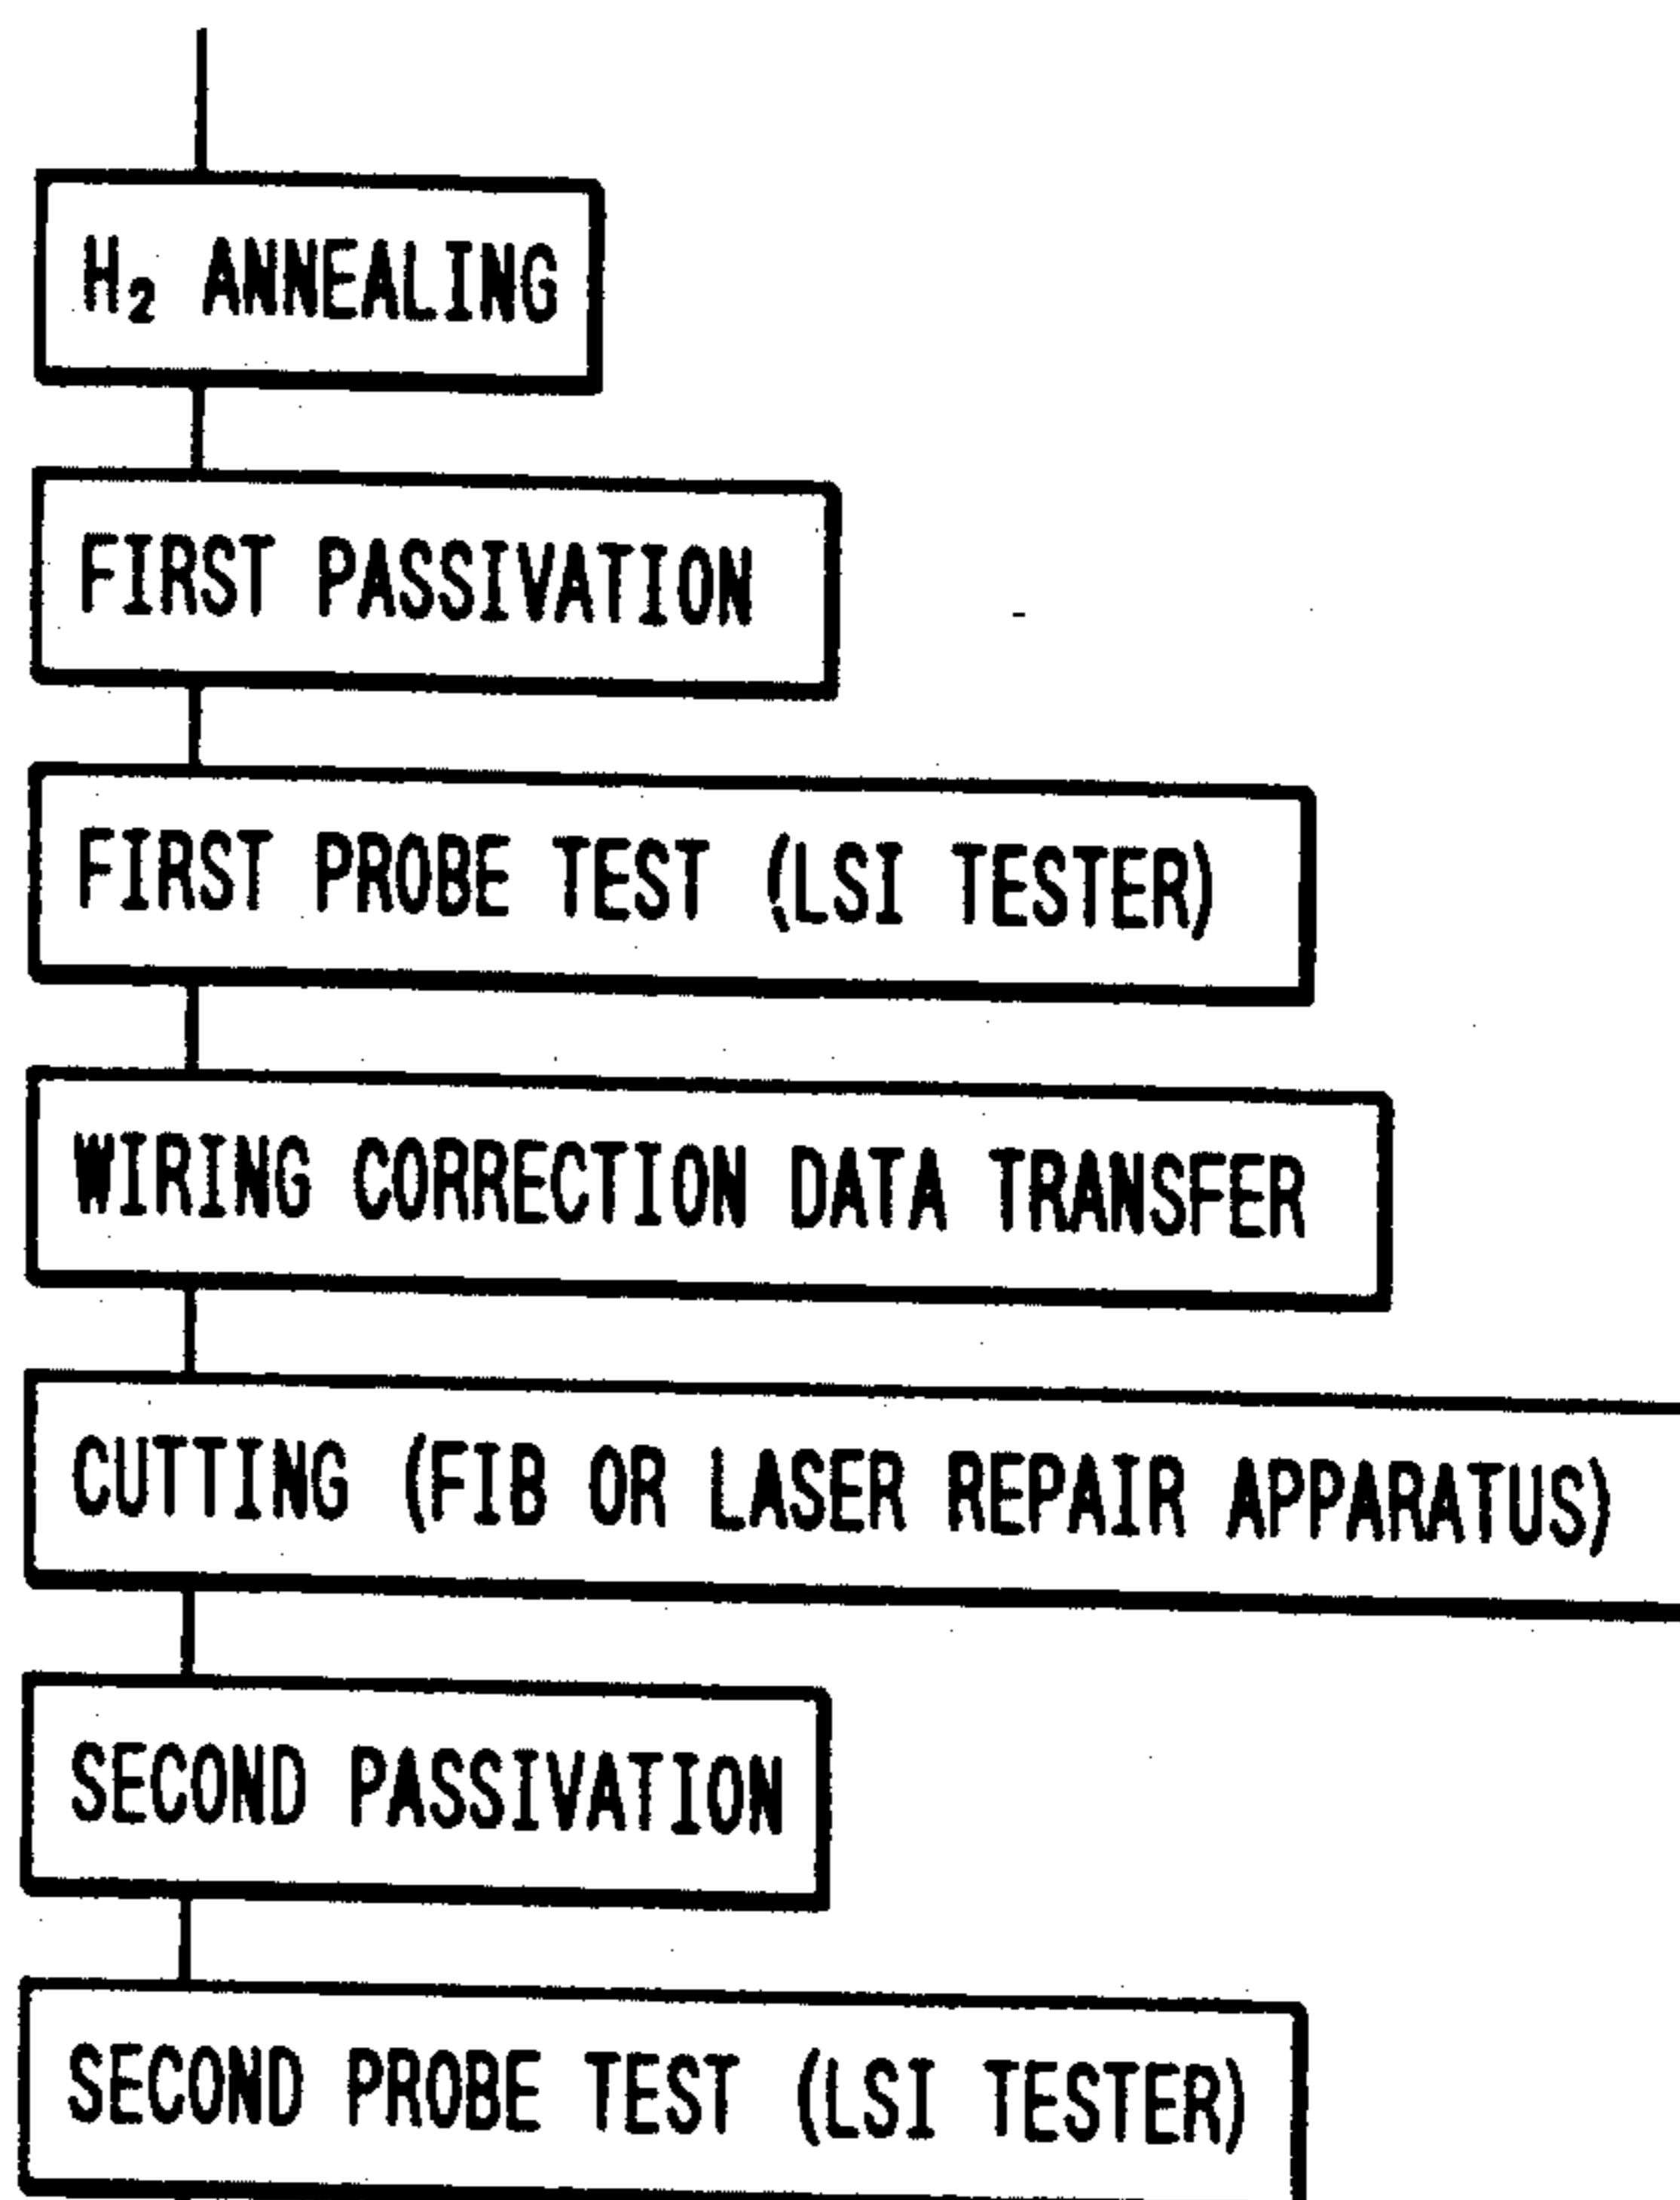 H₂ ANNEALING
FIRST PASSIVATION
FIRST PROBE TEST (LSI TESTER)
WIRING CORRECTION DATA TRANSFER
CUTTING (FIB OR LASER REPAIR APPARATUS)
SECOND PASSIVATION
SECOND PROBE TEST (LSI TESTER)